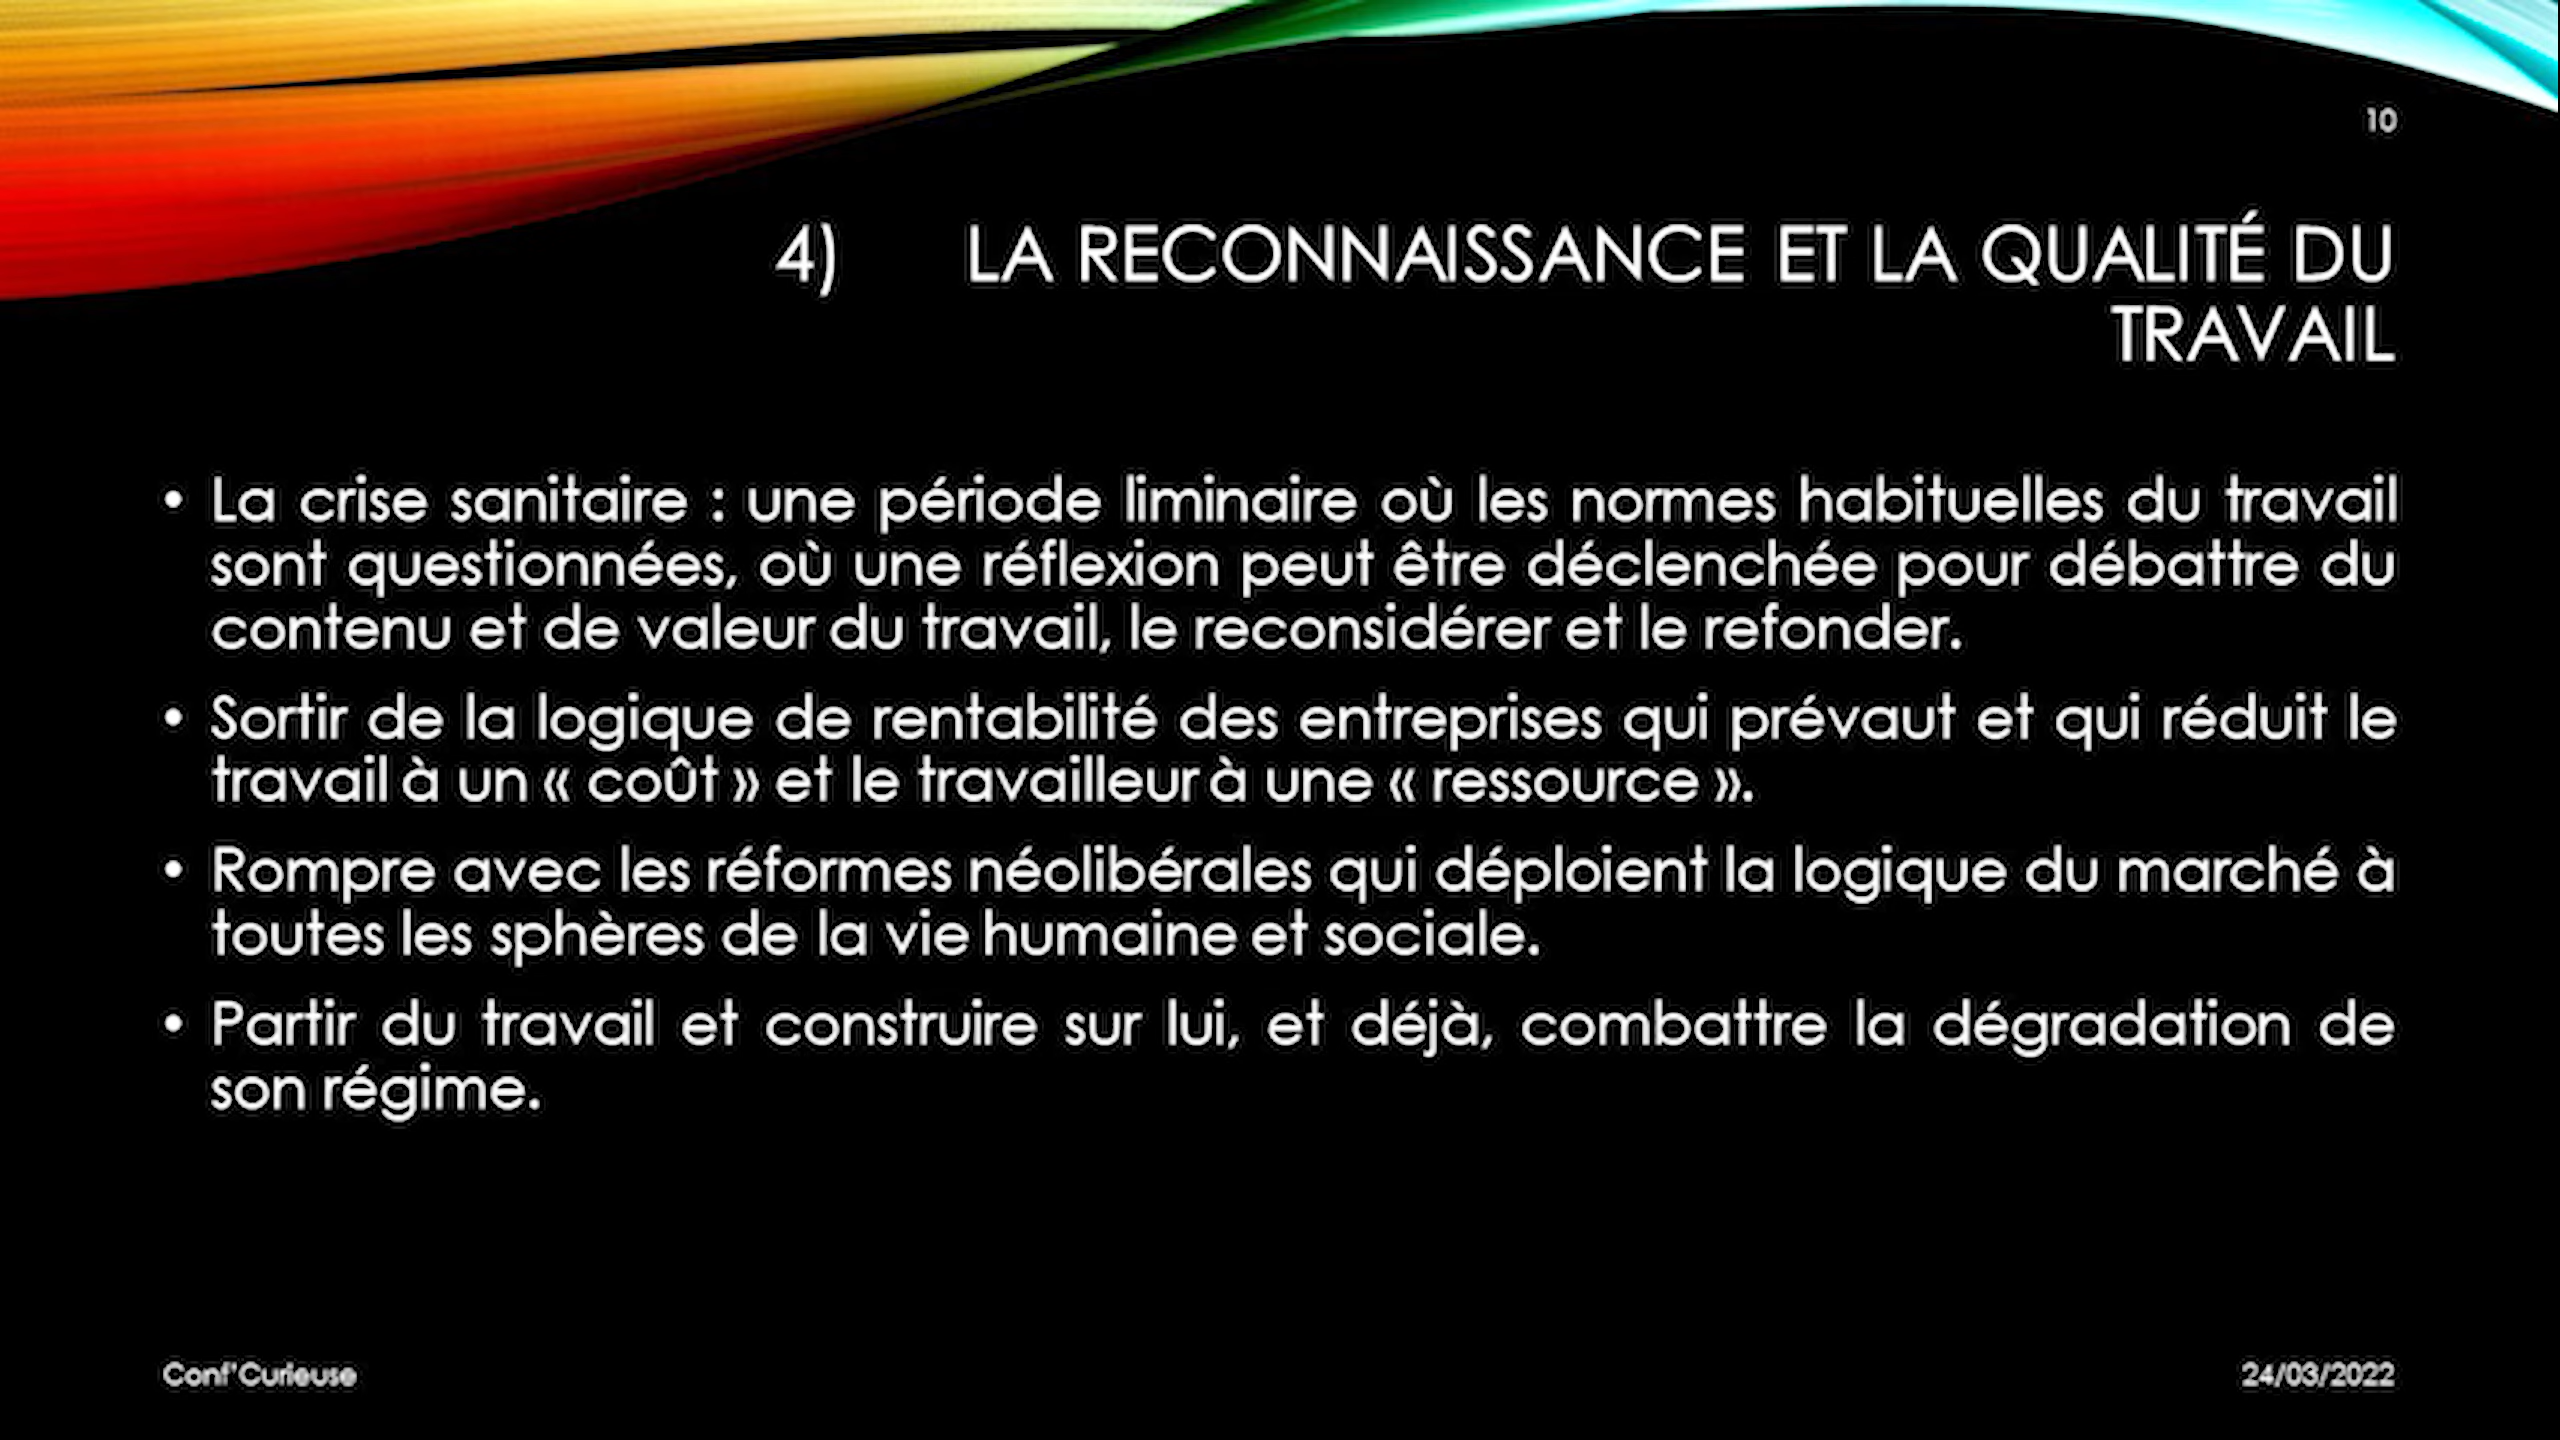 10
4) LA RECONNAISSANCE ET LA QUALITÉ DU
TRAVAIL
• La crise sanitaire : une période liminaire où les normes habituelles du travail
sont questionnées, où une réflexion peut être déclenchée pour débattre du
contenu et de valeur du travail, le reconsidérer et le refonder.
• Sortir de la logique de rentabilité des entreprises qui prévaut et qui réduit le
travail à un « coût » et le travailleur à une « ressource ».
• Rompre avec les réformes néolibérales qui déploient la logique du marché à
toutes les sphères de la vie humaine et sociale.
• Partir du travail et construire sur lui, et déjà, combattre la dégradation de
son régime.
Conf'Curieuse
24/03/2022